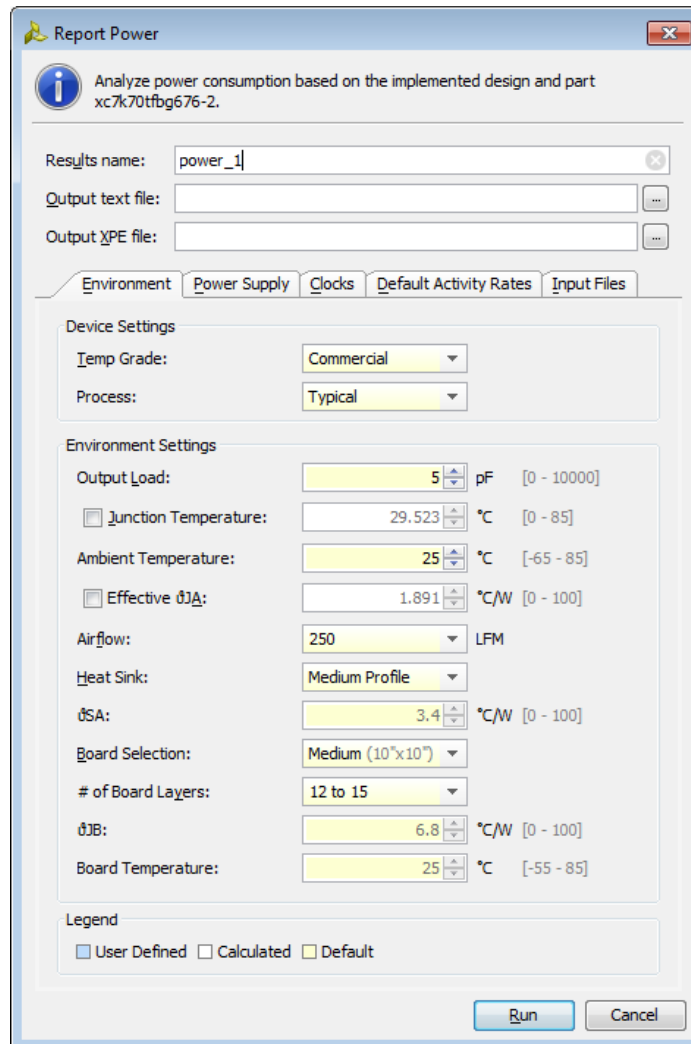 Report Power
Analyze power consumption based on the implemented design and part
xc7k70tfbg676-2.
Results name: power_1
Output text file: ...
Output XPE file: ...
Environment Power Supply Clocks Default Activity Rates Input Files
Device Settings
Temp Grade: Commercial
Process: Typical
Environment Settings
Output Load: 5 pF [0 - 10000]
Junction Temperature: 29.523 °C [0 - 85]
Ambient Temperature: 25 °C [-65 - 85]
Effective ϑJA: 1.891 °C/W [0 - 100]
Airflow: 250 LFM
Heat Sink: Medium Profile
ϑSA: 3.4 °C/W [0 - 100]
Board Selection: Medium (10"x10")
# of Board Layers: 12 to 15
ϑJB: 6.8 °C/W [0 - 100]
Board Temperature: 25 °C [-55 - 85]
Legend
User Defined Calculated Default
Run Cancel